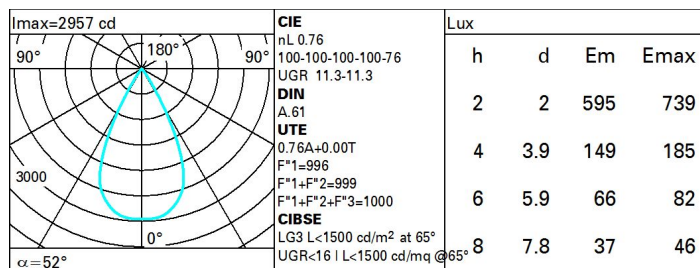 Imax=2957 cd
90°
180°
90°
3000
0°
α=52°
CIE
nL 0.76
100-100-100-100-76
UGR 11.3-11.3
DIN
A.61
UTE
0.76A+0.00T
F"1=996
F"1+F"2=999
F"1+F"2+F"3=1000
CIBSE
LG3 L<1500 cd/m² at 65°
UGR<16 | L<1500 cd/mq @65°
Lux
h d Em Emax
2 2 595 739
4 3.9 149 185
6 5.9 66 82
8 7.8 37 46